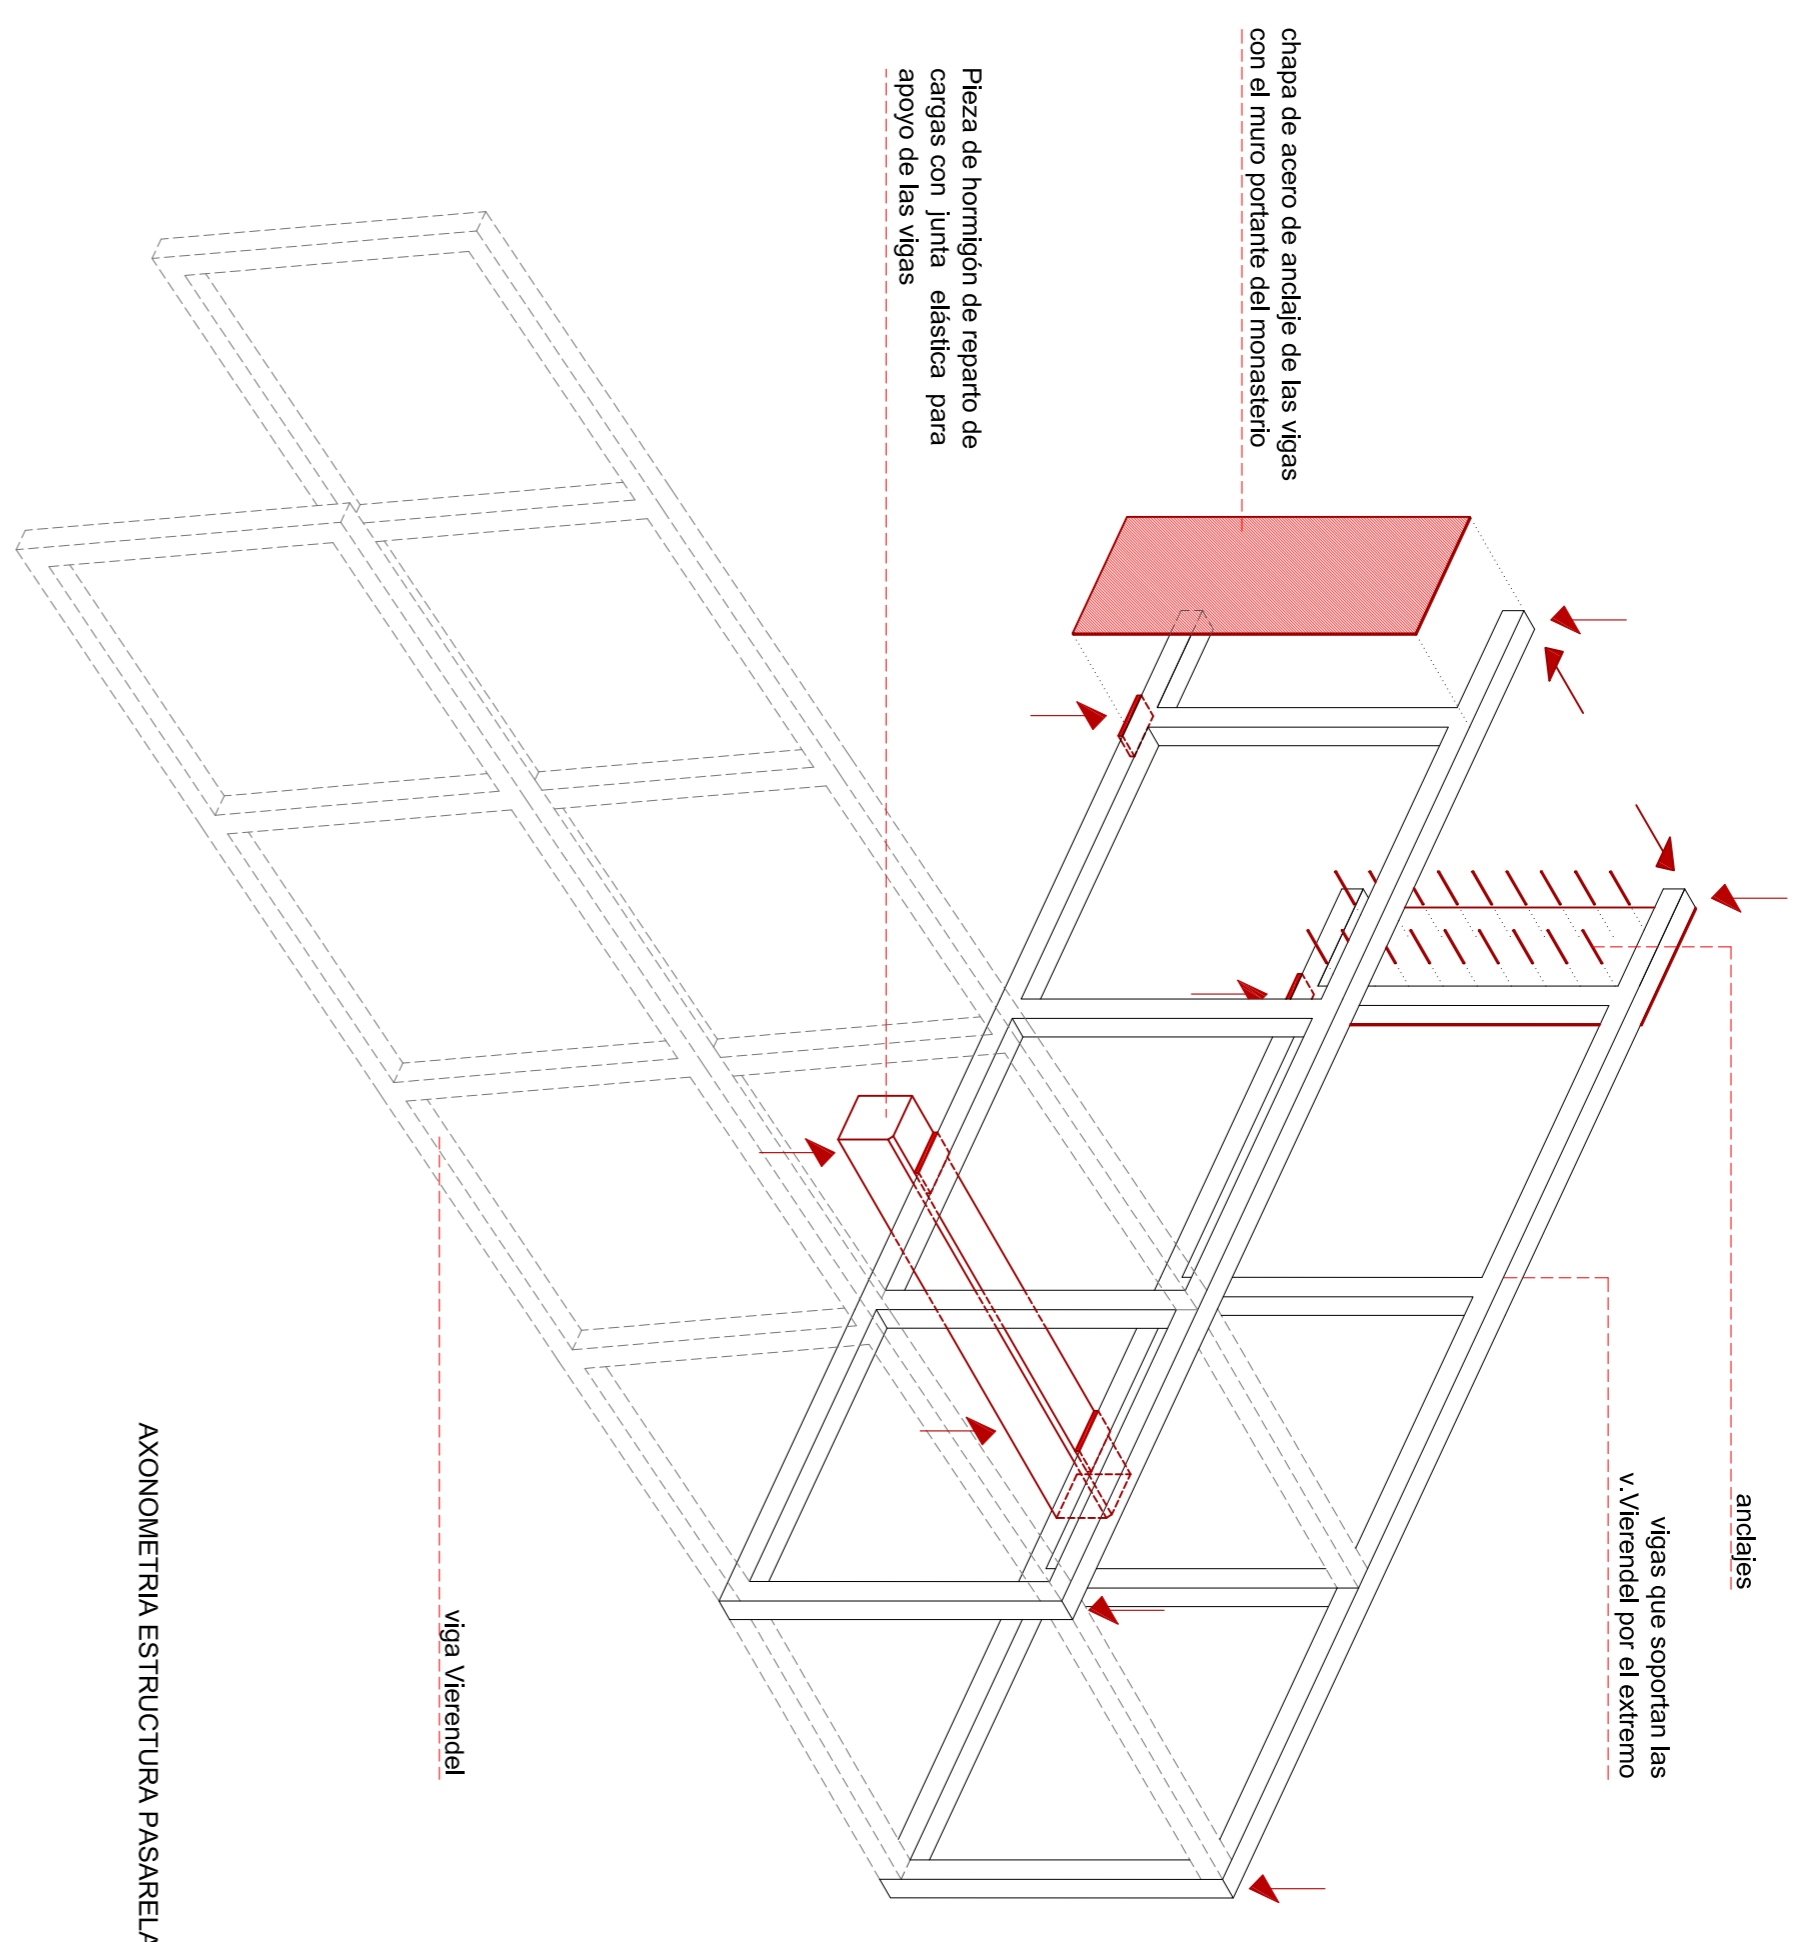 chapa de acero de anclaje de las vigas
con el muro portante del monasterio
Pieza de hormigón de reparto de
cargas con junta elástica para
apoyo de las vigas
anclajes
vigas que soportan las
v.Vierendel por el extremo
viga Vierendel
AXONOMETRIA ESTRUCTURA PASARELA